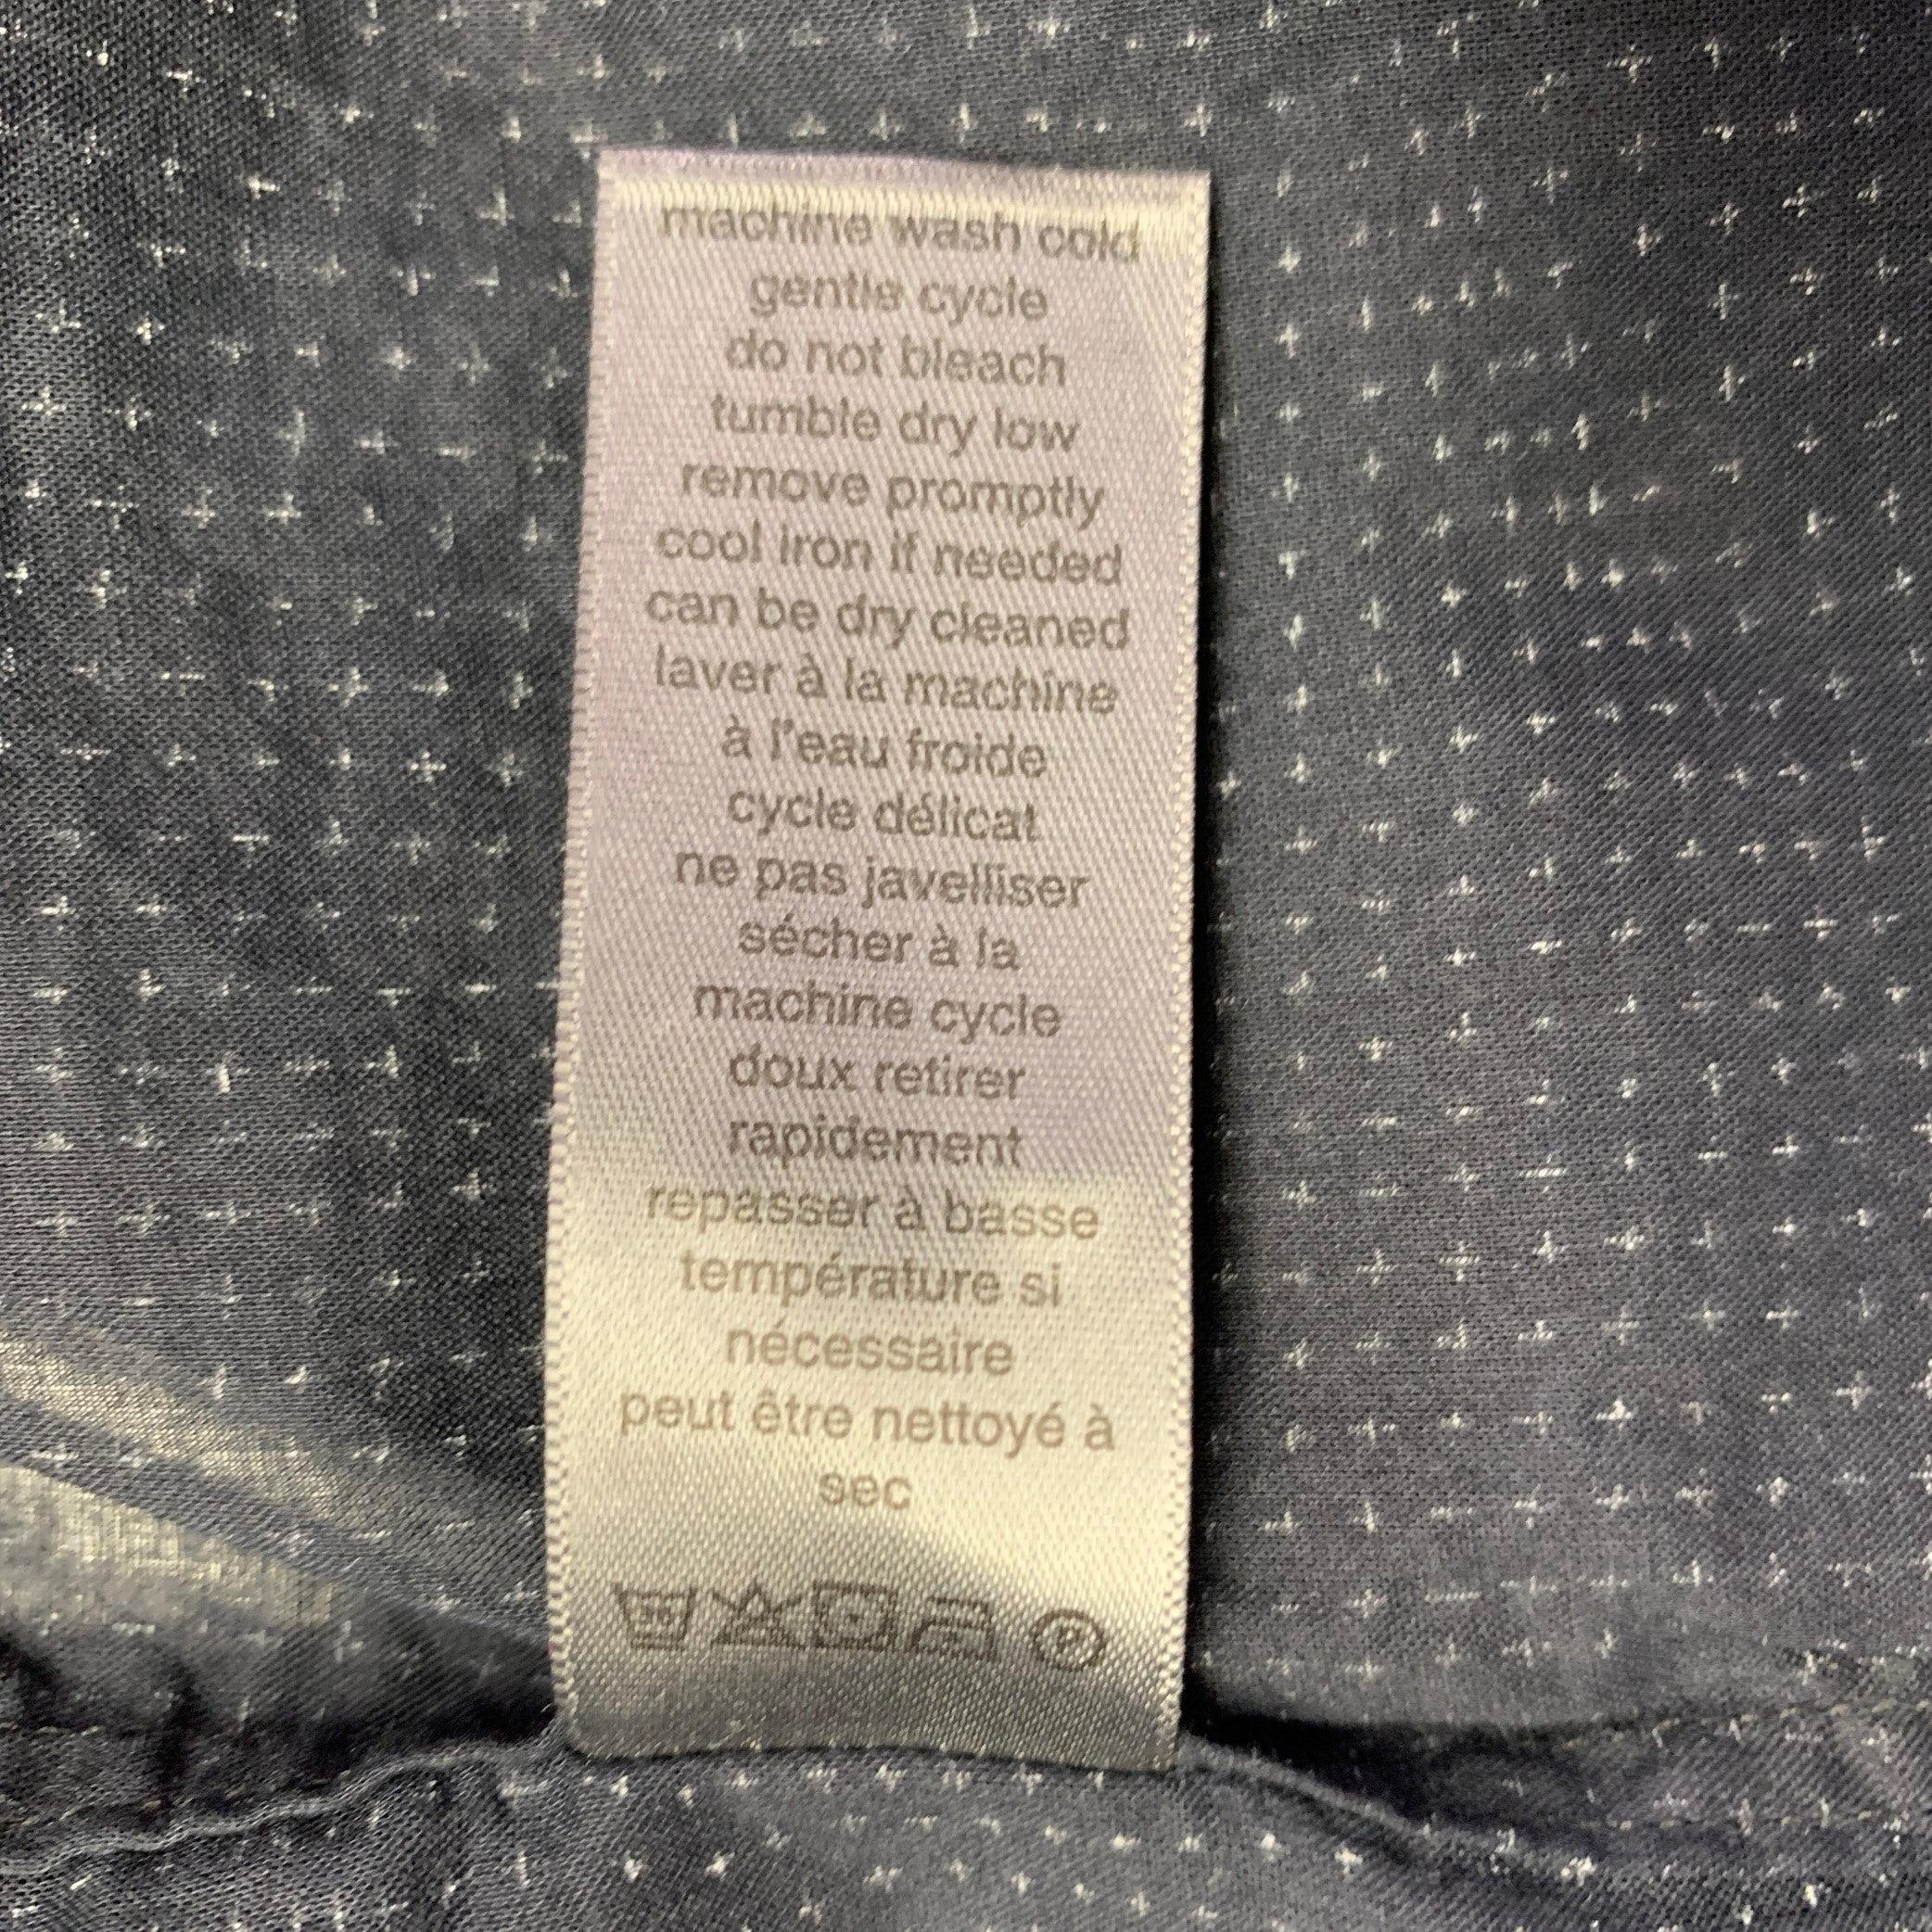 machine wash cold
gentle cycle
do not bleach
tumble dry low
remove promptly
cool iron if needed
can be dry cleaned
laver à la machine
à l'eau froide
cycle délicat
ne pas javelliser
sécher à la
machine cycle
doux retirer
rapidement
repasser à basse
température si
nécessaire
peut être nettoyé à
sec
30 P